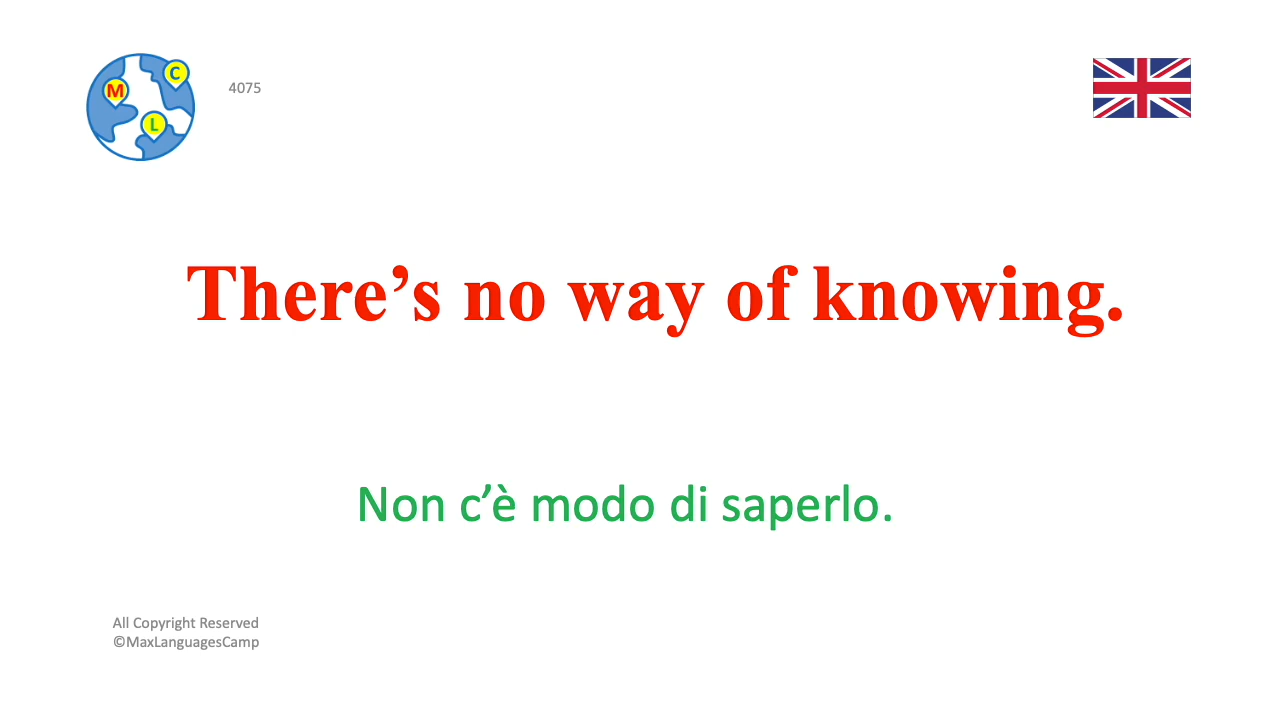 M
C
L
4075
There’s no way of knowing.
Non c’è modo di saperlo.
All Copyright Reserved
©MaxLanguagesCamp